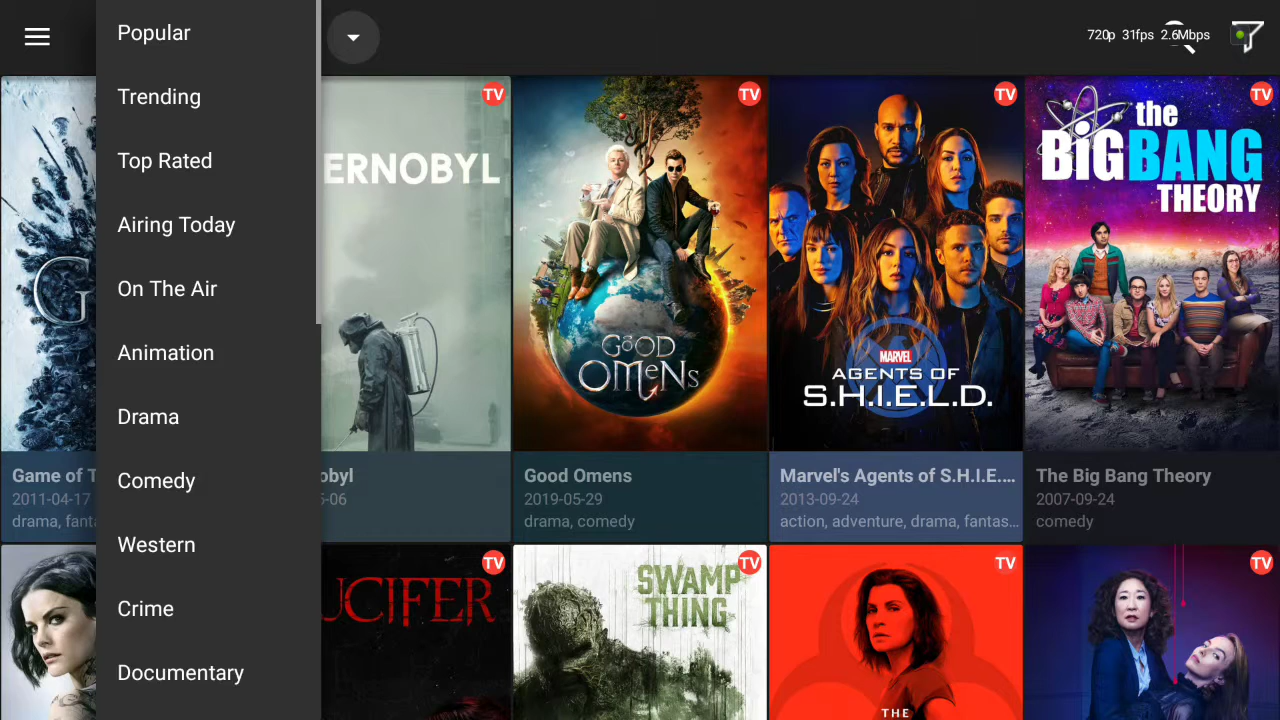 Popular
Trending
Top Rated
Airing Today
On The Air
Animation
Drama
Comedy
Western
Crime
Documentary
720p 31fps 2.6Mbps
G
ERNOBYL
TV
GOOD
OMENS
TV
MARVEL
AGENTS OF
S.H.I.E.L.D.
TV
the
BIG BANG
THEORY
TV
Game of T
2011-04-17
drama, fanta
obyl
5-06
Good Omens
2019-05-29
drama, comedy
Marvel's Agents of S.H.I.E....
2013-09-24
action, adventure, drama, fantas...
The Big Bang Theory
2007-09-24
comedy
UCIFER
TV
SWAMP
THING
TV
THE
TV
TV